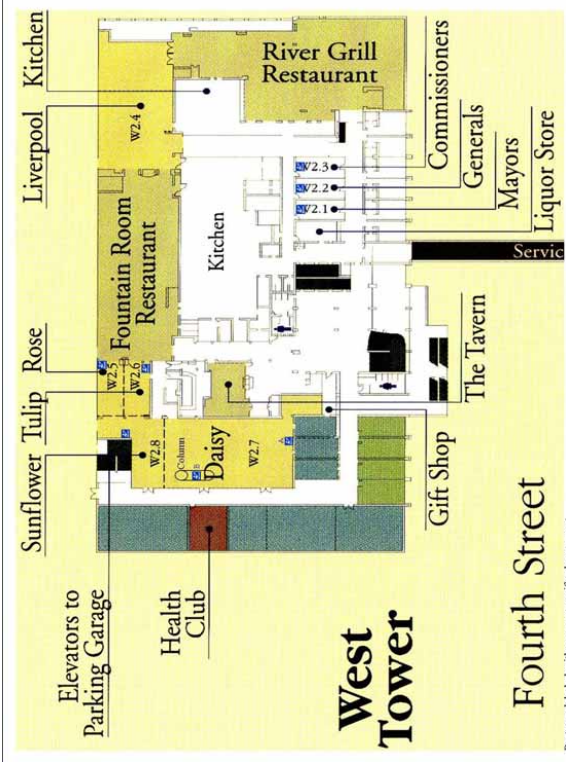 Kitchen
Liverpool
River Grill
Restaurant
W2.4
Commissioners
Generals
Mayors
Liquor Store
W2.3
W2.2
W2.1
Kitchen
Fountain Room
Restaurant
Servic
Rose
Tulip
Sunflower
W2.5
W2.6
W2.8
Column
B
Daisy
W2.7
A
The Tavern
Gift Shop
Elevators to
Parking Garage
Health
Club
West
Tower
Fourth Street